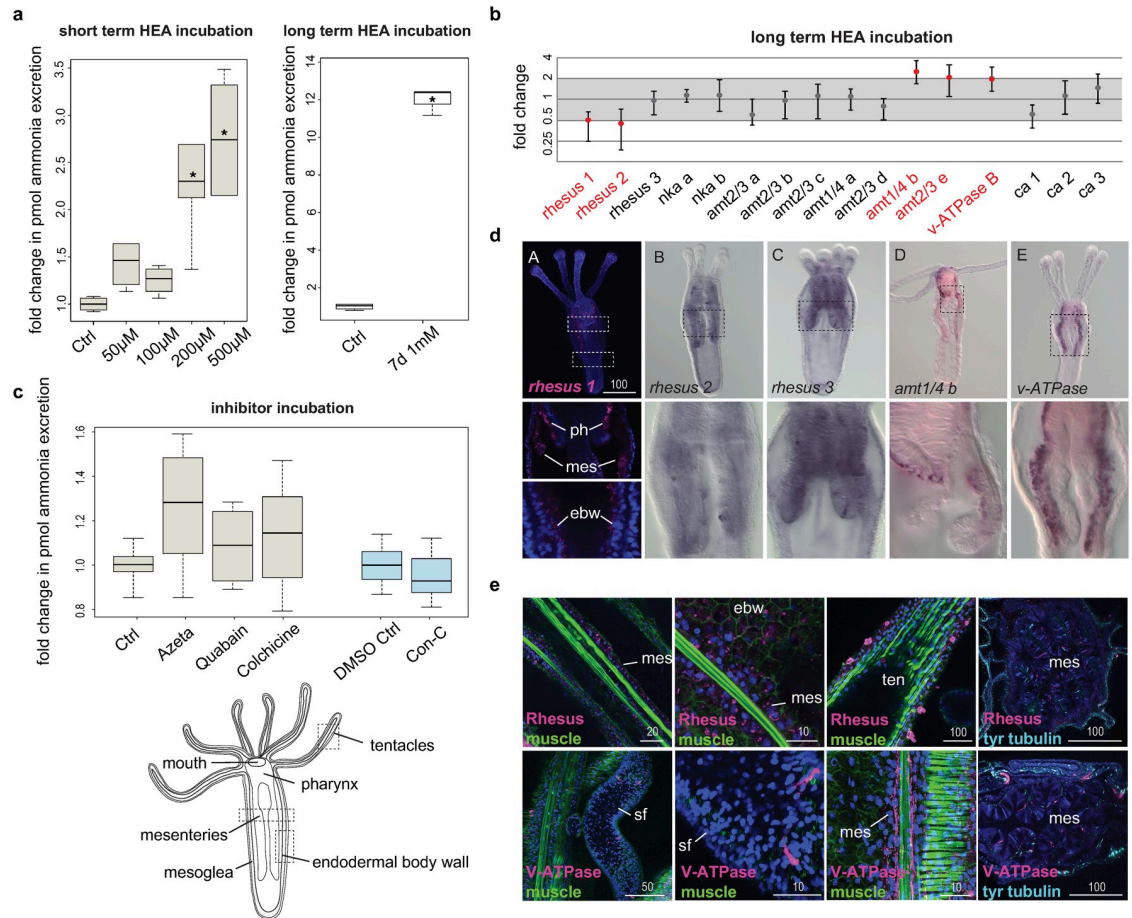 a
short term HEA incubation
long term HEA incubation
fold change in pmol ammonia excretion
3.5
3.0
2.5
2.0
1.5
1.0
*
*
Ctrl
50µM
100µM
200µM
500µM
fold change in pmol ammonia excretion
14
12
10
8
6
4
2
*
Ctrl
7d 1mM
b
long term HEA incubation
fold change
4
2
1
0.5
0.25
rhesus 1
rhesus 2
rhesus 3
nka a
nka b
amt2/3 a
amt2/3 b
amt2/3 c
amt1/4 a
amt2/3 d
amt1/4 b
amt2/3 e
v-ATPase B
ca 1
ca 2
ca 3
c
inhibitor incubation
fold change in pmol ammonia excretion
1.6
1.4
1.2
1.0
0.8
Ctrl
Azeta
Quabain
Colchicine
DMSO Ctrl
Con-C
mouth
tentacles
pharynx
mesenteries
mesoglea
endodermal body wall
d
A
rhesus 1
100
ph
mes
ebw
B
rhesus 2
C
rhesus 3
D
amt1/4 b
E
v-ATPase
e
mes
Rhesus
muscle
20
ebw
mes
Rhesus
muscle
10
ten
Rhesus
muscle
100
mes
Rhesus
tyr tubulin
100
sf
V-ATPase
muscle
50
sf
V-ATPase
muscle
10
mes
V-ATPase
muscle
10
mes
V-ATPase
tyr tubulin
100